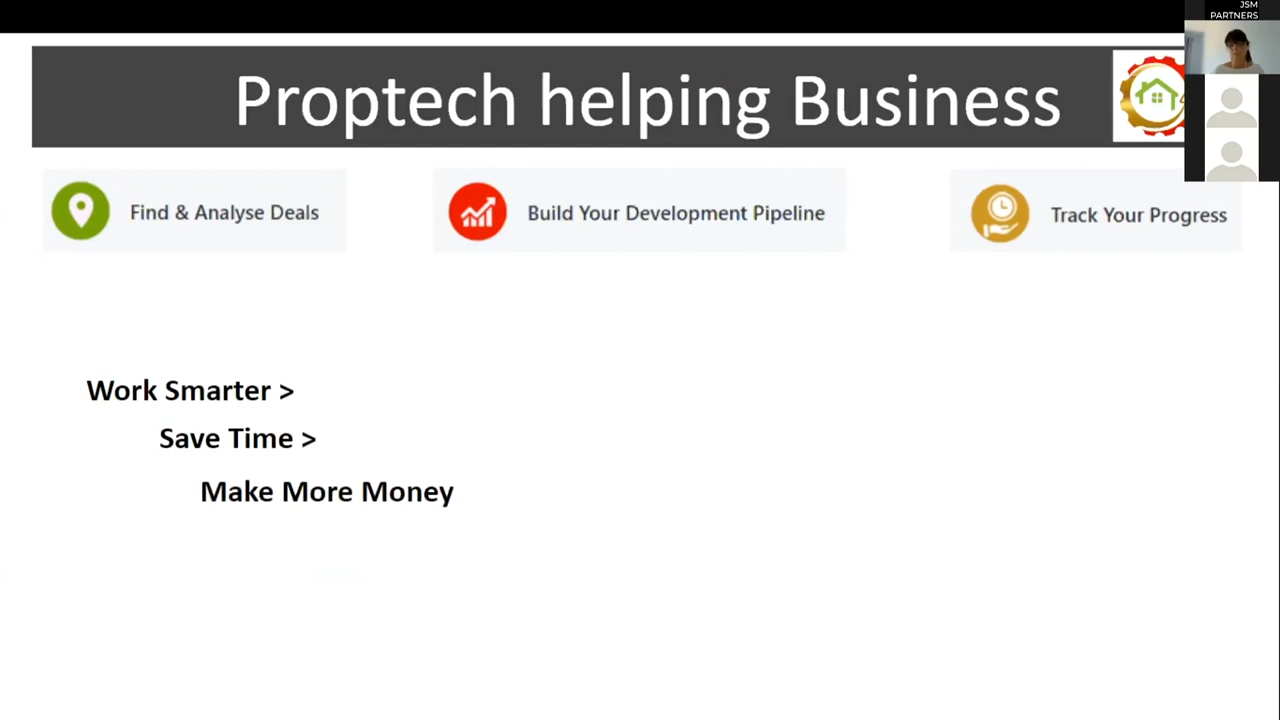 JSM
PARTNERS
Proptech helping Business
Find & Analyse Deals
Build Your Development Pipeline
Track Your Progress
Work Smarter >
Save Time >
Make More Money